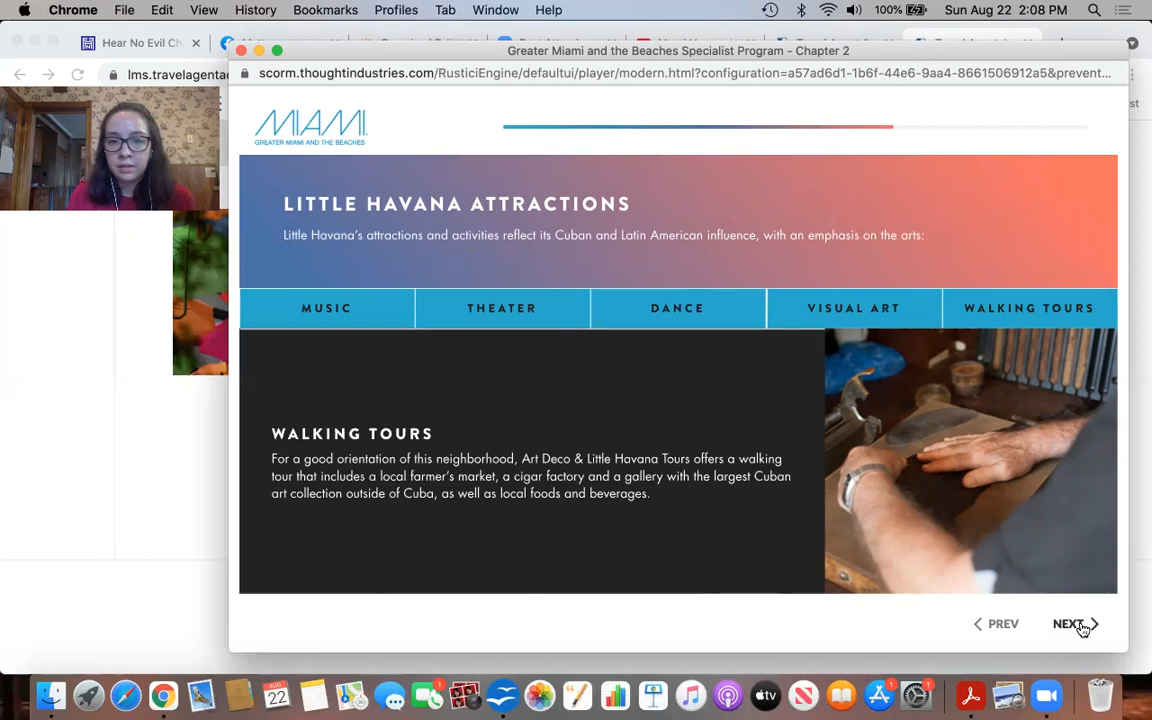 Chrome File Edit View History Bookmarks Profiles Tab Window Help 100% Sun Aug 22 2:08 PM
Hear No Evil Ch
Greater Miami and the Beaches Specialist Program - Chapter 2
lms.travelagentac
scorm.thoughtindustries.com/RusticiEngine/defaultui/player/modern.html?configuration=a57ad6d1-1b6f-44e6-9aa4-8661506912a5&prevent...
MIAMI
GREATER MIAMI AND THE BEACHES
LITTLE HAVANA ATTRACTIONS
Little Havana's attractions and activities reflect its Cuban and Latin American influence, with an emphasis on the arts:
MUSIC THEATER DANCE VISUAL ART WALKING TOURS
WALKING TOURS
For a good orientation of this neighborhood, Art Deco & Little Havana Tours offers a walking
tour that includes a local farmer's market, a cigar factory and a gallery with the largest Cuban
art collection outside of Cuba, as well as local foods and beverages.
PREV NEXT
22
tv